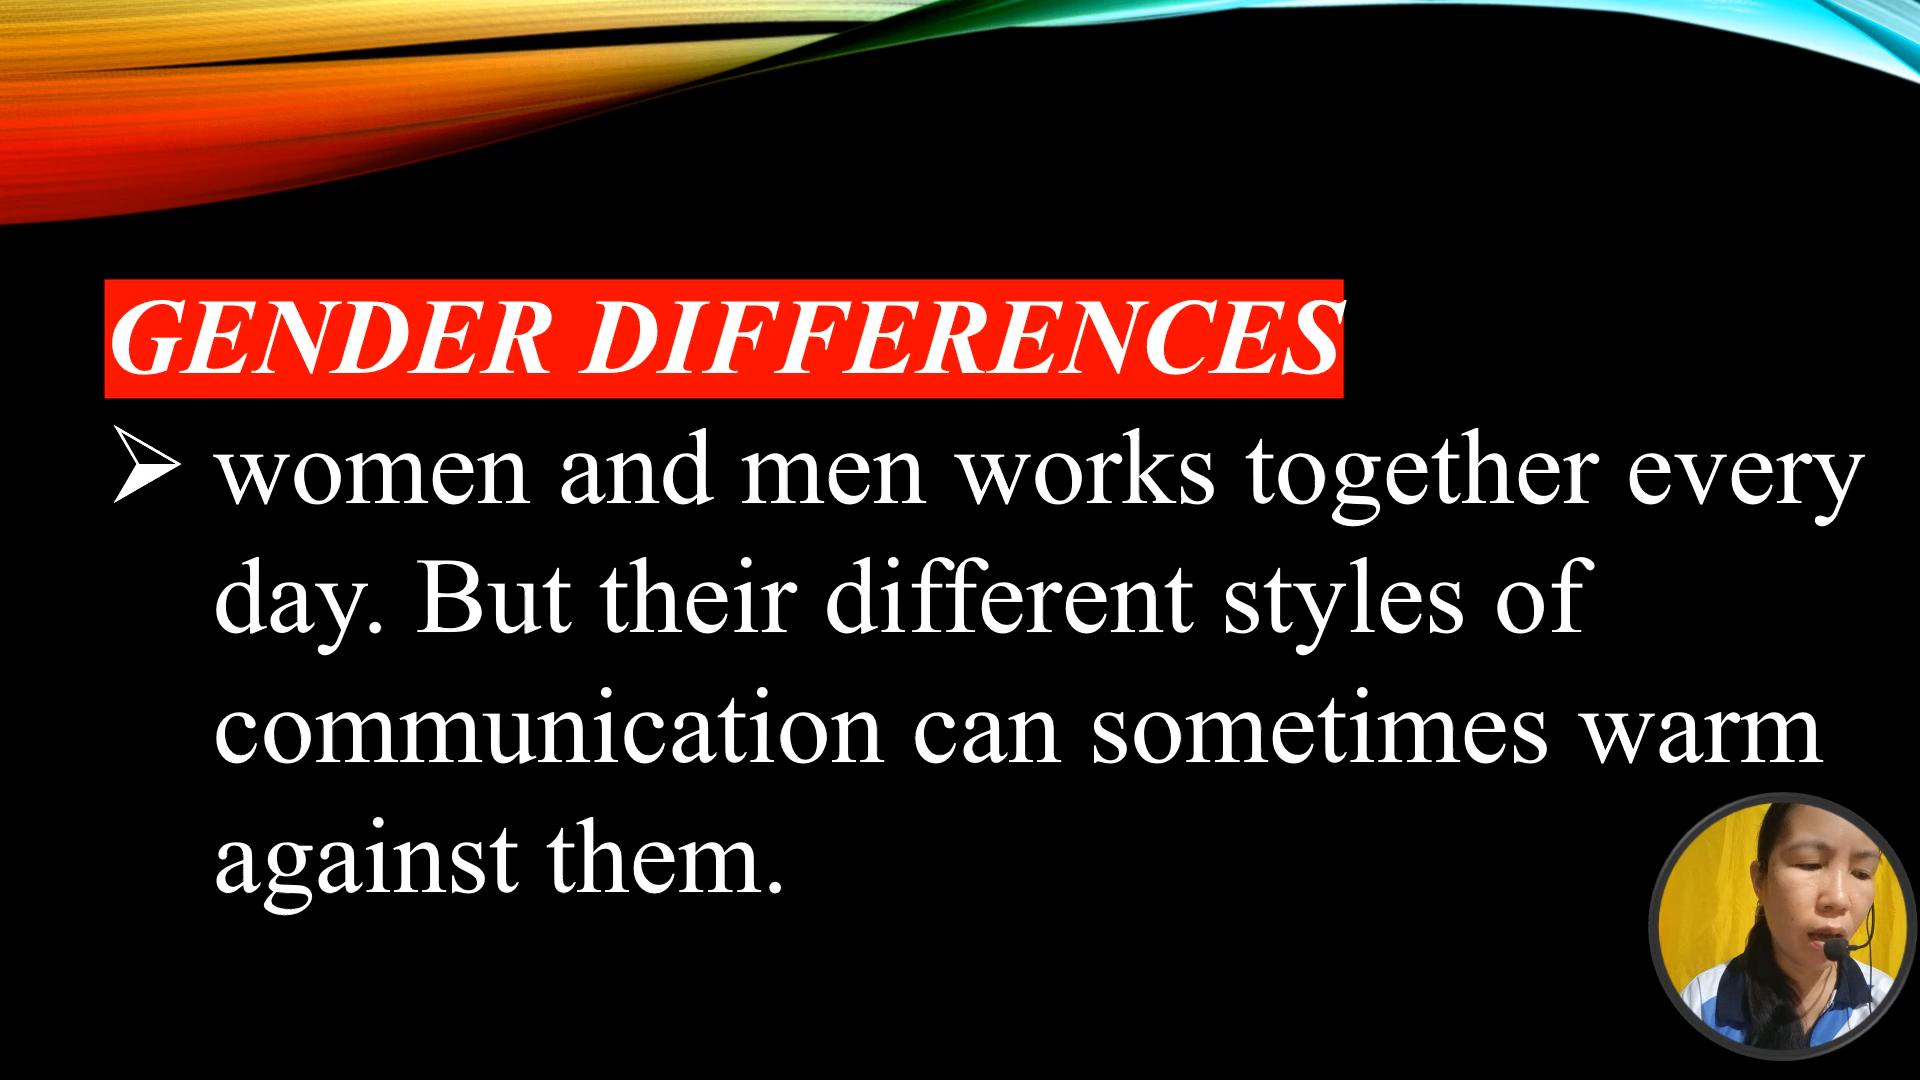 GENDER DIFFERENCES
women and men works together every
day. But their different styles of
communication can sometimes warm
against them.